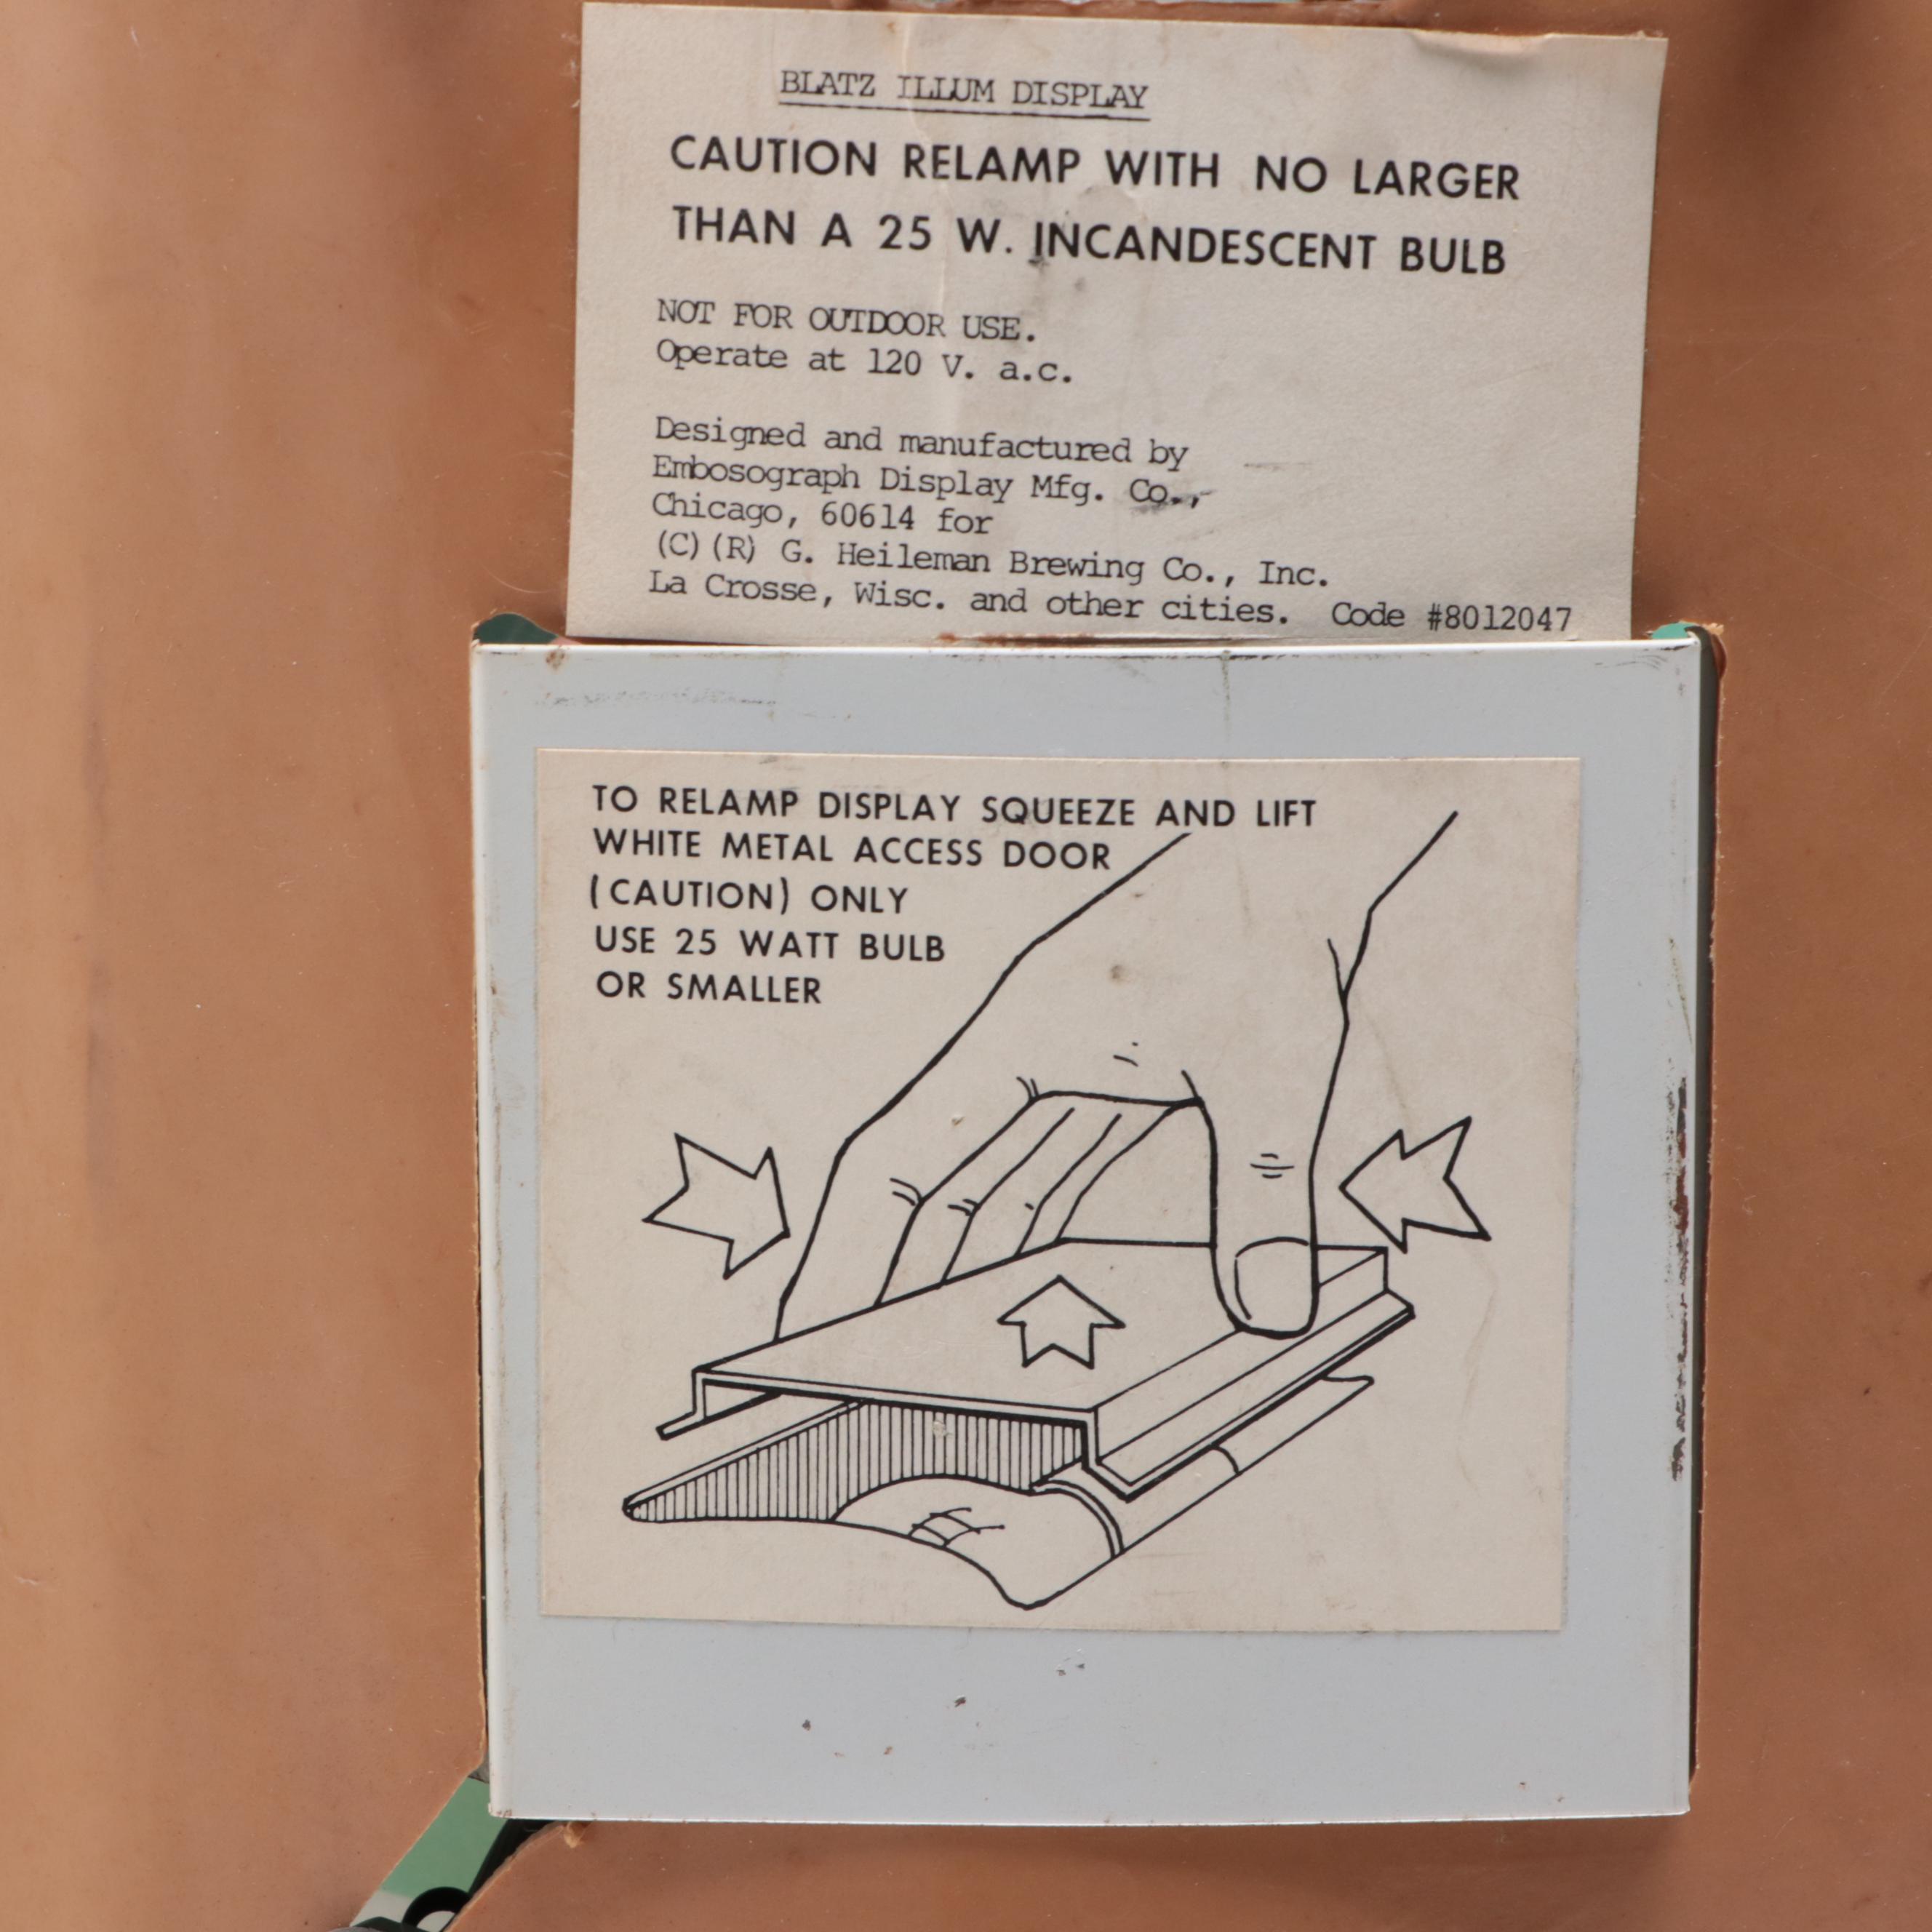 BLATZ ILLUM DISPLAY
CAUTION RELAMP WITH NO LARGER
THAN A 25 W. INCANDESCENT BULB
NOT FOR OUTDOOR USE.
Operate at 120 V. a.c.
Designed and manufactured by
Embosograph Display Mfg. Co.,
Chicago, 60614 for
(C)(R) G. Heileman Brewing Co., Inc.
La Crosse, Wisc. and other cities. Code #8012047
TO RELAMP DISPLAY SQUEEZE AND LIFT
WHITE METAL ACCESS DOOR
(CAUTION) ONLY
USE 25 WATT BULB
OR SMALLER